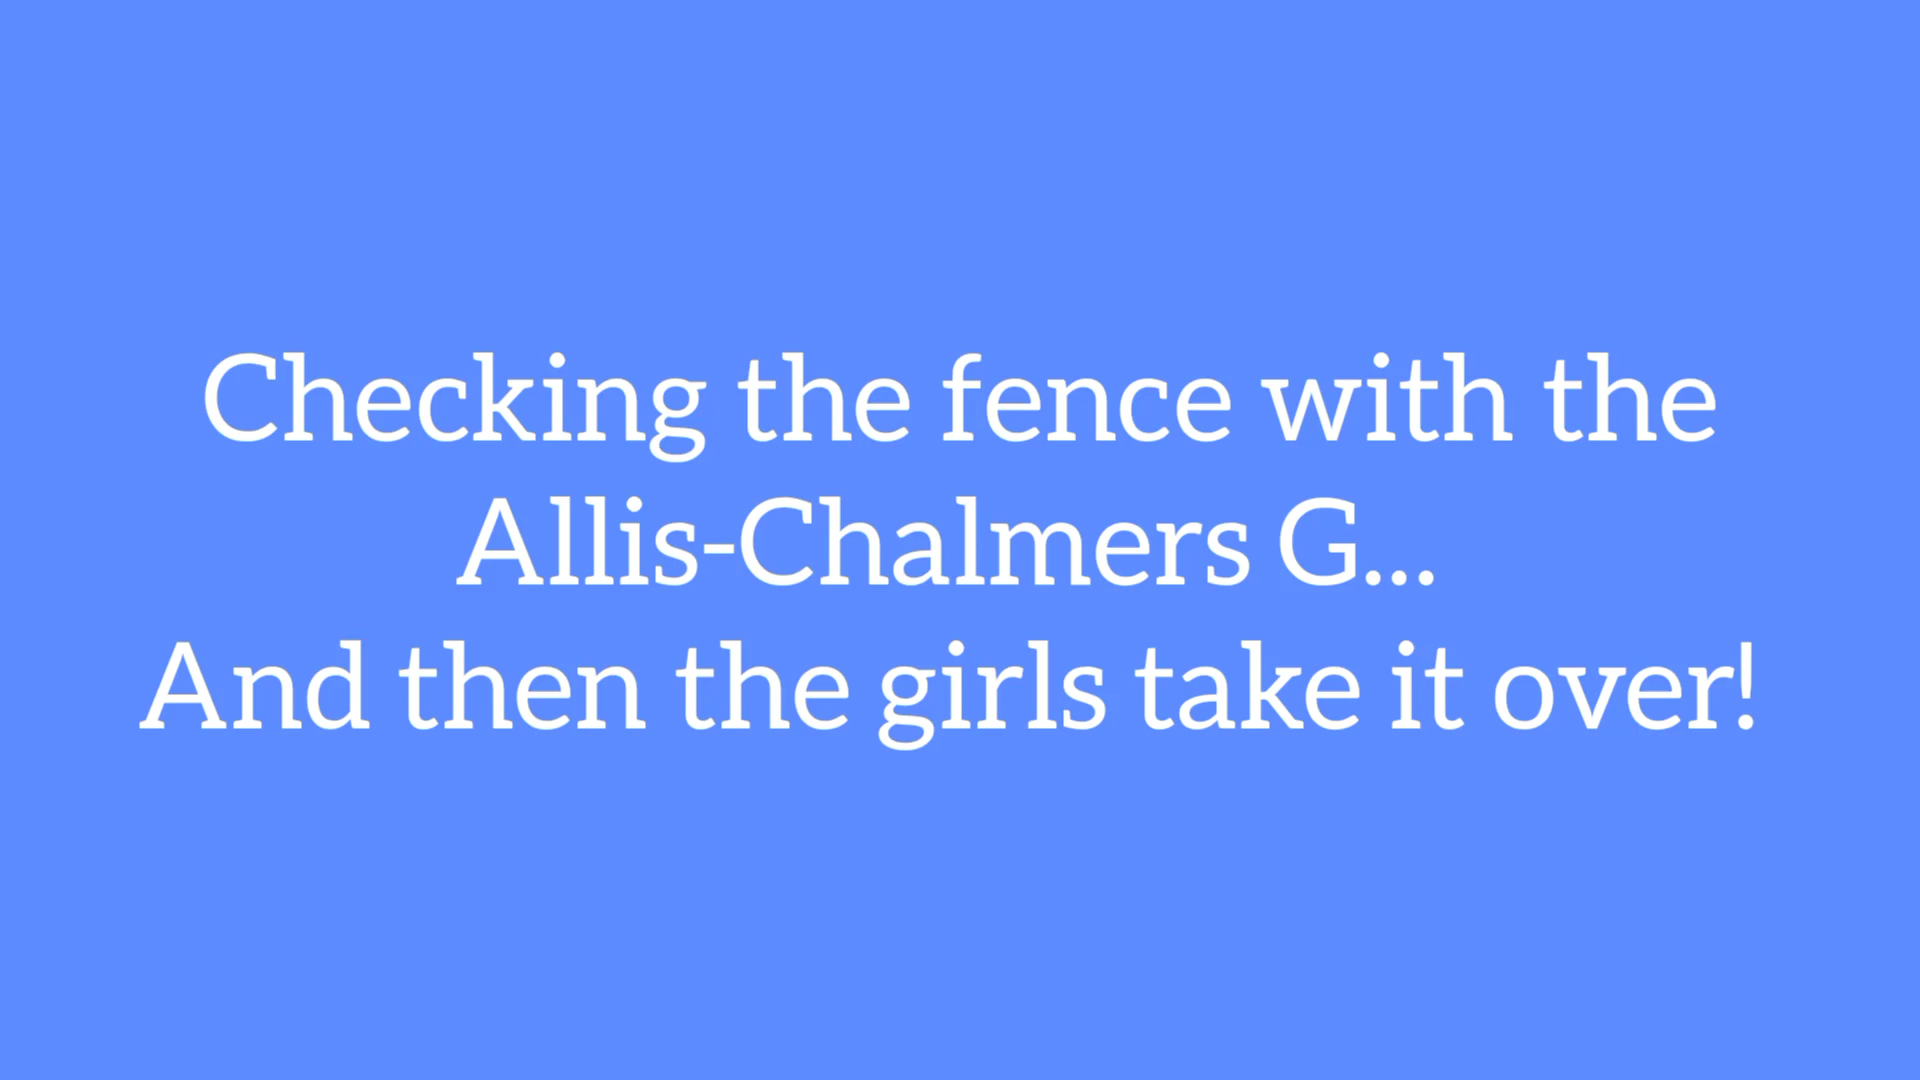 Checking the fence with the
Allis-Chalmers G...
And then the girls take it over!